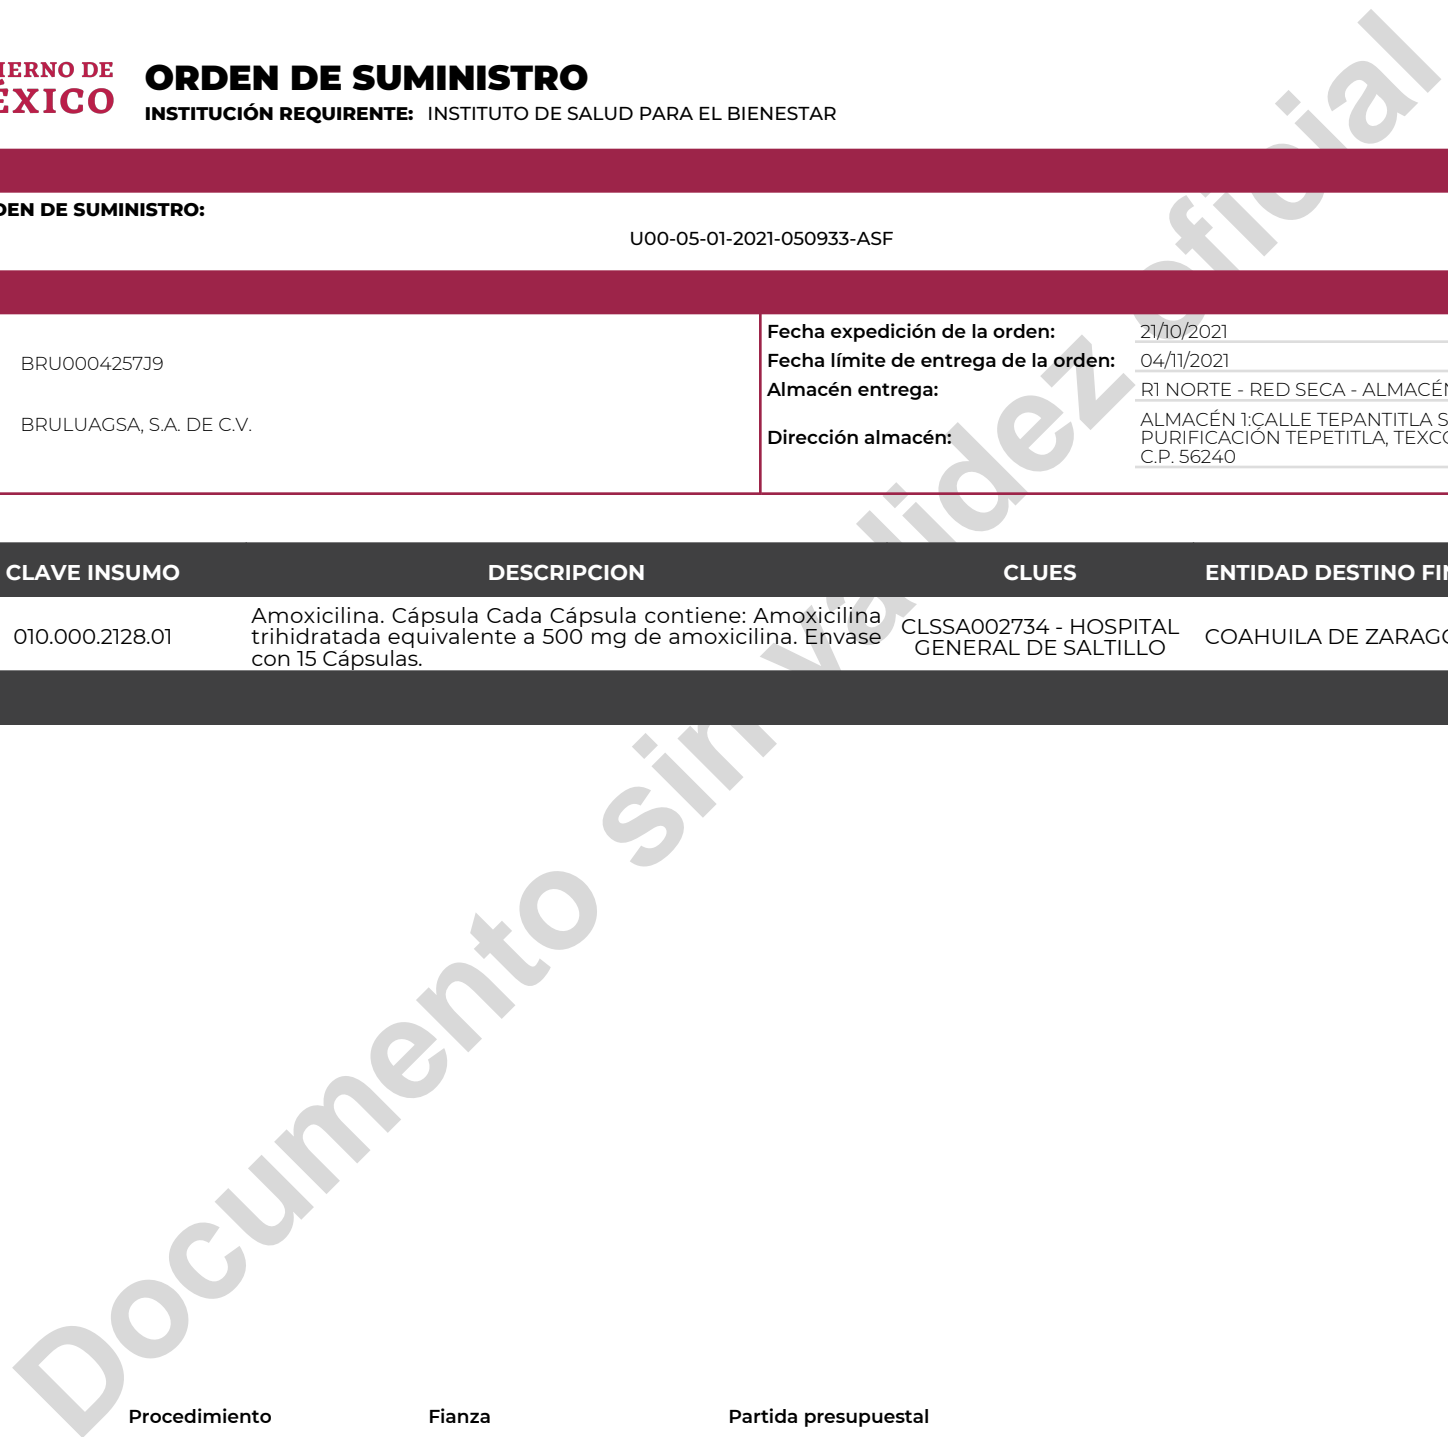 IERNO DE
ÉXICO
ORDEN DE SUMINISTRO
INSTITUCIÓN REQUIRENTE: INSTITUTO DE SALUD PARA EL BIENESTAR
DEN DE SUMINISTRO:
U00-05-01-2021-050933-ASF
BRU0004257J9
BRULUAGSA, S.A. DE C.V.
Fecha expedición de la orden: 21/10/2021
Fecha límite de entrega de la orden: 04/11/2021
Almacén entrega: R1 NORTE - RED SECA - ALMACÉN
Dirección almacén:
ALMACÉN 1:CALLE TEPANTITLA S
PURIFICACIÓN TEPETITLA, TEXCO
C.P. 56240
CLAVE INSUMO DESCRIPCION CLUES ENTIDAD DESTINO FIN
010.000.2128.01
Amoxicilina. Cápsula Cada Cápsula contiene: Amoxicilina
trihidratada equivalente a 500 mg de amoxicilina. Envase
con 15 Cápsulas.
CLSSA002734 - HOSPITAL
GENERAL DE SALTILLO
COAHUILA DE ZARAGO
Documento sin validez oficial
Procedimiento Fianza Partida presupuestal